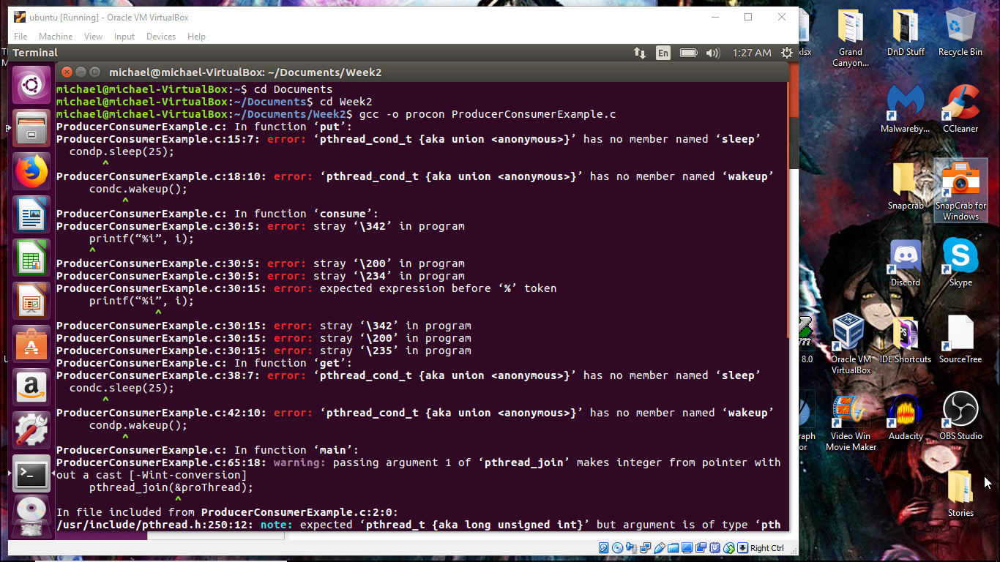 ubuntu [Running] - Oracle VM VirtualBox
File Machine View Input Devices Help
Terminal En 1:27 AM
michael@michael-VirtualBox: ~/Documents/Week2
michael@michael-VirtualBox:~$ cd Documents
michael@michael-VirtualBox:~/Documents$ cd Week2
michael@michael-VirtualBox:~/Documents/Week2$ gcc -o procon ProducerConsumerExample.c
ProducerConsumerExample.c: In function ‘put’:
ProducerConsumerExample.c:15:7: error: ‘pthread_cond_t {aka union <anonymous>}’ has no member named ‘sleep’
condp.sleep(25);
^
ProducerConsumerExample.c:18:10: error: ‘pthread_cond_t {aka union <anonymous>}’ has no member named ‘wakeup’
condc.wakeup();
^
ProducerConsumerExample.c: In function ‘consume’:
ProducerConsumerExample.c:30:5: error: stray ‘\342’ in program
printf(“%i”, i);
^
ProducerConsumerExample.c:30:5: error: stray ‘\200’ in program
ProducerConsumerExample.c:30:5: error: stray ‘\234’ in program
ProducerConsumerExample.c:30:15: error: expected expression before ‘%’ token
printf(“%i”, i);
^
ProducerConsumerExample.c:30:15: error: stray ‘\342’ in program
ProducerConsumerExample.c:30:15: error: stray ‘\200’ in program
ProducerConsumerExample.c:30:15: error: stray ‘\235’ in program
ProducerConsumerExample.c: In function ‘get’:
ProducerConsumerExample.c:38:7: error: ‘pthread_cond_t {aka union <anonymous>}’ has no member named ‘sleep’
condc.sleep(25);
^
ProducerConsumerExample.c:42:10: error: ‘pthread_cond_t {aka union <anonymous>}’ has no member named ‘wakeup’
condp.wakeup();
^
ProducerConsumerExample.c: In function ‘main’:
ProducerConsumerExample.c:65:18: warning: passing argument 1 of ‘pthread_join’ makes integer from pointer with
out a cast [-Wint-conversion]
pthread_join(&proThread);
^
In file included from ProducerConsumerExample.c:2:0:
/usr/include/pthread.h:250:12: note: expected ‘pthread_t {aka long unsigned int}’ but argument is of type ‘pth
Right Ctrl
xlsx
Grand
Canyon...
DnD Stuff
Recycle Bin
Malwareby...
CCleaner
Snapcrab
SnapCrab for
Windows
Discord
Skype
8.0
Oracle VM
VirtualBox
IDE Shortcuts
SourceTree
raph
or
Video Win
Movie Maker
Audacity
OBS Studio
Stories